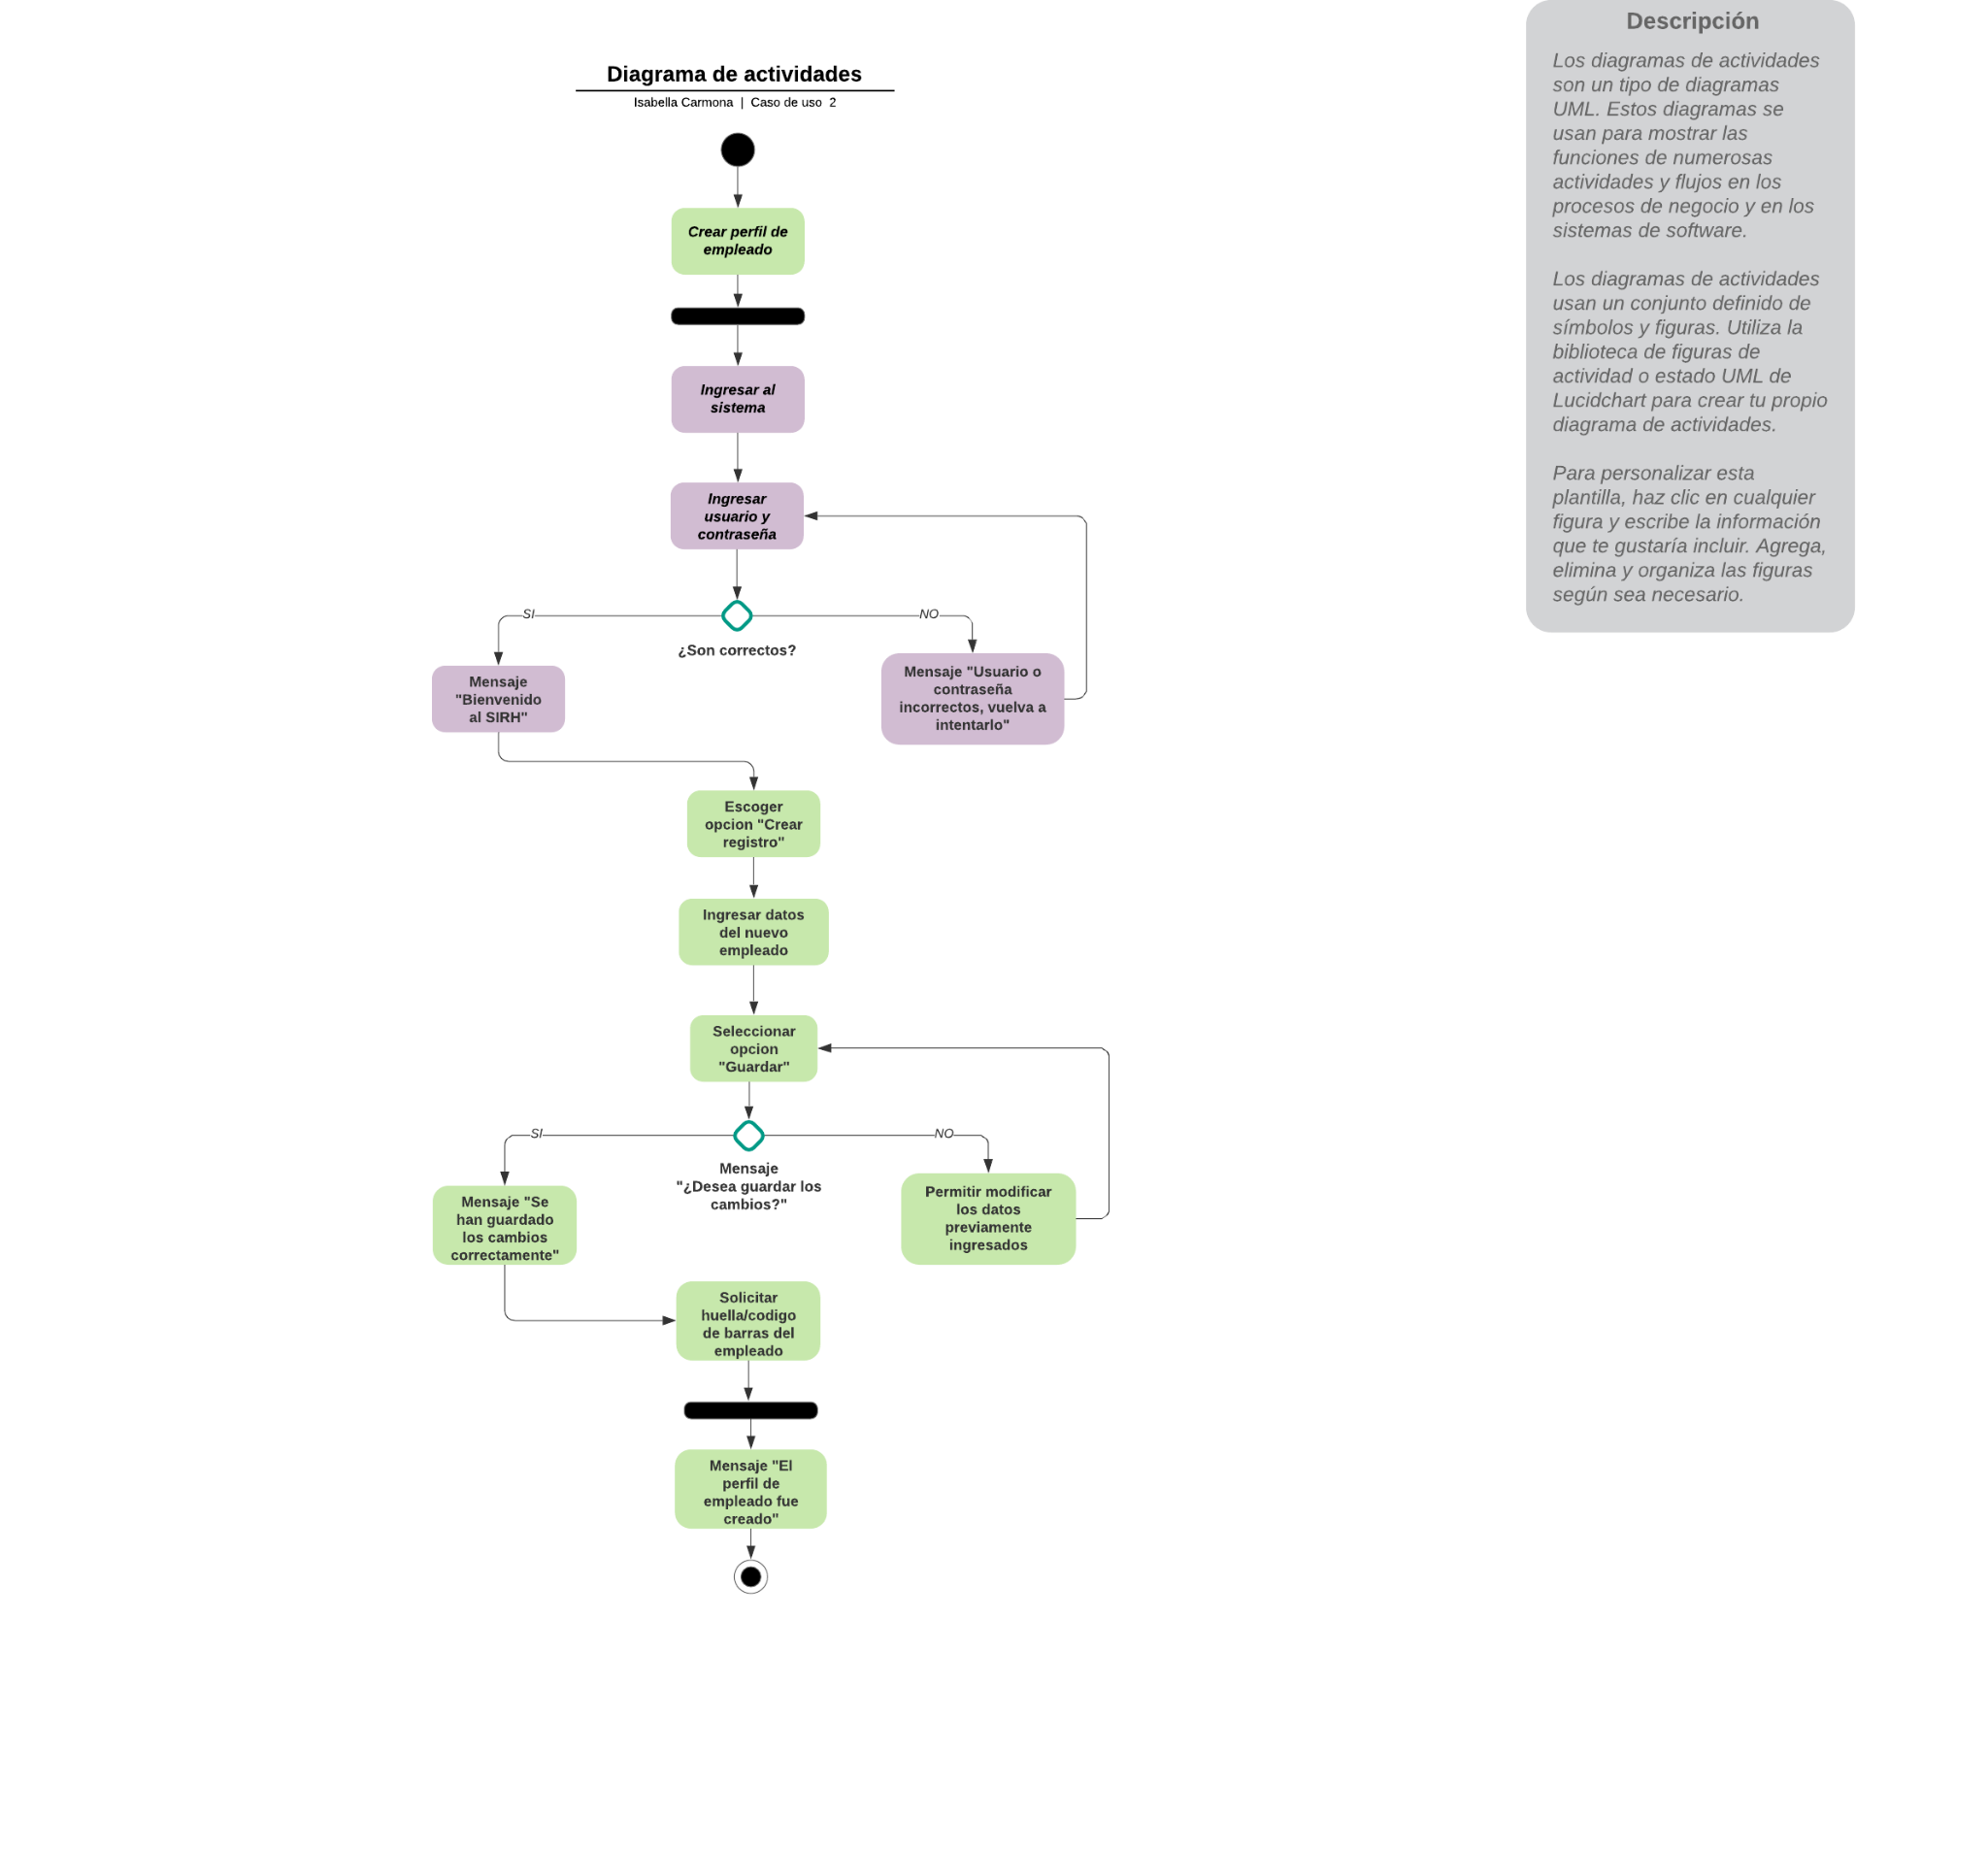 Diagrama de actividades
Isabella Carmona | Caso de uso 2
Crear perfil de
empleado
Ingresar al
sistema
Ingresar
usuario y
contraseña
SI
NO
¿Son correctos?
Mensaje
"Bienvenido
al SIRH"
Mensaje "Usuario o
contraseña
incorrectos, vuelva a
intentarlo"
Escoger
opcion "Crear
registro"
Ingresar datos
del nuevo
empleado
Seleccionar
opcion
"Guardar"
SI
NO
Mensaje
"¿Desea guardar los
cambios?"
Mensaje "Se
han guardado
los cambios
correctamente"
Permitir modificar
los datos
previamente
ingresados
Solicitar
huella/codigo
de barras del
empleado
Mensaje "El
perfil de
empleado fue
creado"
Descripción
Los diagramas de actividades
son un tipo de diagramas
UML. Estos diagramas se
usan para mostrar las
funciones de numerosas
actividades y flujos en los
procesos de negocio y en los
sistemas de software.
Los diagramas de actividades
usan un conjunto definido de
símbolos y figuras. Utiliza la
biblioteca de figuras de
actividad o estado UML de
Lucidchart para crear tu propio
diagrama de actividades.
Para personalizar esta
plantilla, haz clic en cualquier
figura y escribe la información
que te gustaría incluir. Agrega,
elimina y organiza las figuras
según sea necesario.